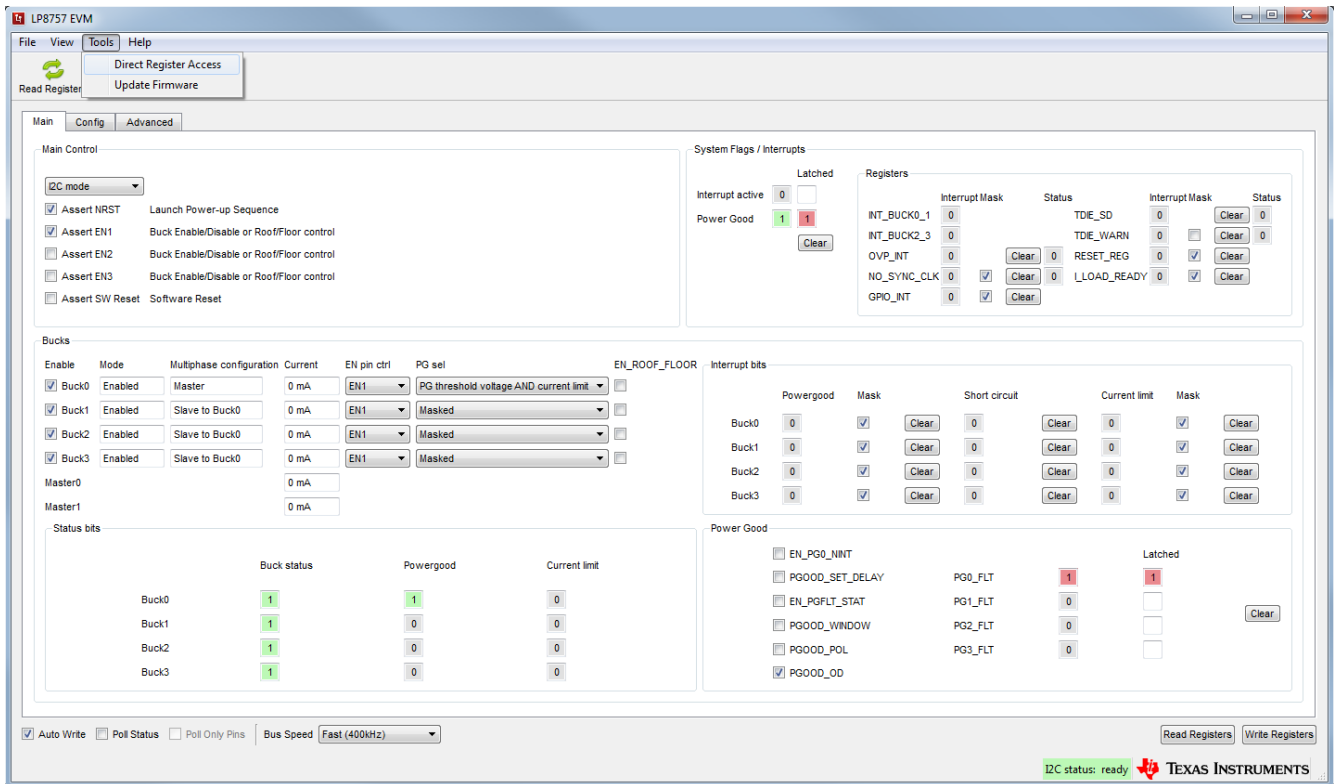 LP8757 EVM
File View Tools Help
Direct Register Access
Update Firmware
Read Register
Main Config Advanced
Main Control
I2C mode
Assert NRST Launch Power-up Sequence
Assert EN1 Buck Enable/Disable or Roof/Floor control
Assert EN2 Buck Enable/Disable or Roof/Floor control
Assert EN3 Buck Enable/Disable or Roof/Floor control
Assert SW Reset Software Reset
System Flags / Interrupts
Latched
Interrupt active 0
Power Good 1 1
Clear
Registers
Interrupt Mask Status Interrupt Mask Status
INT_BUCK0_1 0 TDIE_SD 0 Clear 0
INT_BUCK2_3 0 TDIE_WARN 0 Clear 0
OVP_INT 0 Clear 0 RESET_REG 0 Clear
NO_SYNC_CLK 0 Clear 0 I_LOAD_READY 0 Clear
GPIO_INT 0 Clear
Bucks
Enable Mode Multiphase configuration Current EN pin ctrl PG sel EN_ROOF_FLOOR
Buck0 Enabled Master 0 mA EN1 PG threshold voltage AND current limit
Buck1 Enabled Slave to Buck0 0 mA EN1 Masked
Buck2 Enabled Slave to Buck0 0 mA EN1 Masked
Buck3 Enabled Slave to Buck0 0 mA EN1 Masked
Master0 0 mA
Master1 0 mA
Interrupt bits
Powergood Mask Short circuit Current limit Mask
Buck0 0 Clear 0 Clear 0 Clear
Buck1 0 Clear 0 Clear 0 Clear
Buck2 0 Clear 0 Clear 0 Clear
Buck3 0 Clear 0 Clear 0 Clear
Status bits
Buck status Powergood Current limit
Buck0 1 1 0
Buck1 1 0 0
Buck2 1 0 0
Buck3 1 0 0
Power Good
EN_PG0_NINT Latched
PGOOD_SET_DELAY PG0_FLT 1 1
EN_PGFLT_STAT PG1_FLT 0
Clear
PGOOD_WINDOW PG2_FLT 0
PGOOD_POL PG3_FLT 0
PGOOD_OD
Auto Write Poll Status Poll Only Pins Bus Speed Fast (400kHz) Read Registers Write Registers
I2C status: ready TEXAS INSTRUMENTS